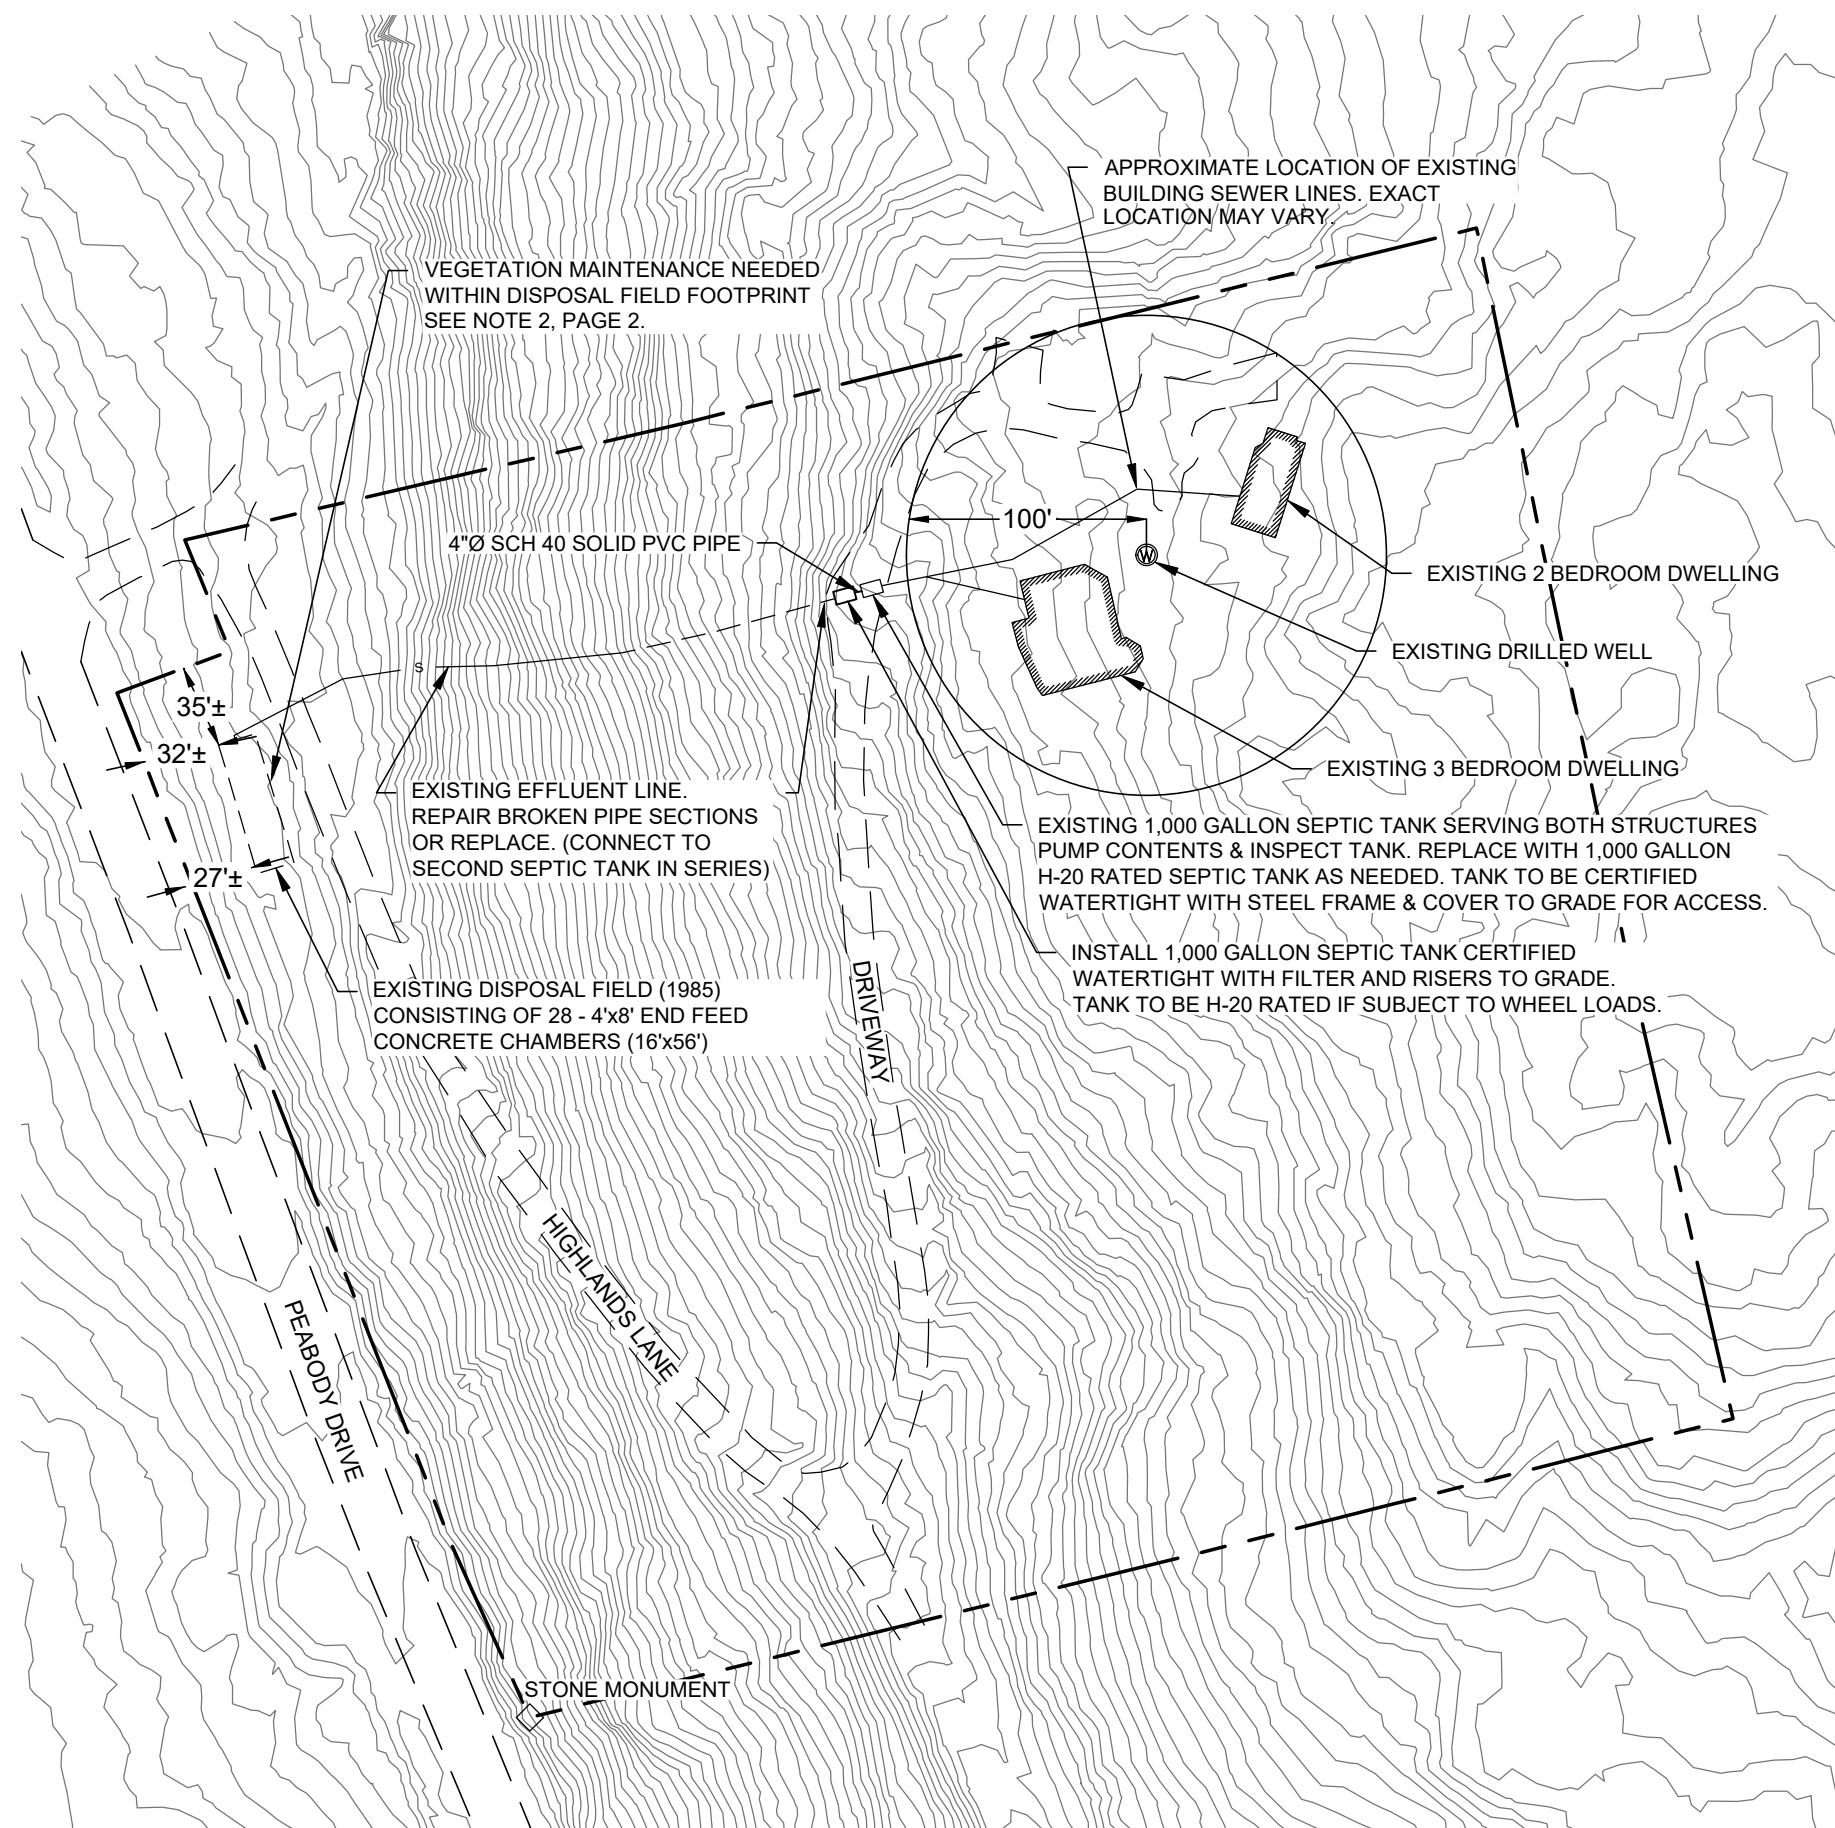 APPROXIMATE LOCATION OF EXISTING
BUILDING SEWER LINES. EXACT
LOCATION MAY VARY.
VEGETATION MAINTENANCE NEEDED
WITHIN DISPOSAL FIELD FOOTPRINT
SEE NOTE 2, PAGE 2.
100'
4"Ø SCH 40 SOLID PVC PIPE
W
EXISTING 2 BEDROOM DWELLING
EXISTING DRILLED WELL
S
35'±
32'±
27'±
EXISTING 3 BEDROOM DWELLING
EXISTING EFFLUENT LINE.
REPAIR BROKEN PIPE SECTIONS
OR REPLACE. (CONNECT TO
SECOND SEPTIC TANK IN SERIES)
EXISTING 1,000 GALLON SEPTIC TANK SERVING BOTH STRUCTURES
PUMP CONTENTS & INSPECT TANK. REPLACE WITH 1,000 GALLON
H-20 RATED SEPTIC TANK AS NEEDED. TANK TO BE CERTIFIED
WATERTIGHT WITH STEEL FRAME & COVER TO GRADE FOR ACCESS.
INSTALL 1,000 GALLON SEPTIC TANK CERTIFIED
WATERTIGHT WITH FILTER AND RISERS TO GRADE.
TANK TO BE H-20 RATED IF SUBJECT TO WHEEL LOADS.
EXISTING DISPOSAL FIELD (1985)
CONSISTING OF 28 - 4'x8' END FEED
CONCRETE CHAMBERS (16'x56')
DRIVEWAY
HIGHLANDS LANE
PEABODY DRIVE
STONE MONUMENT